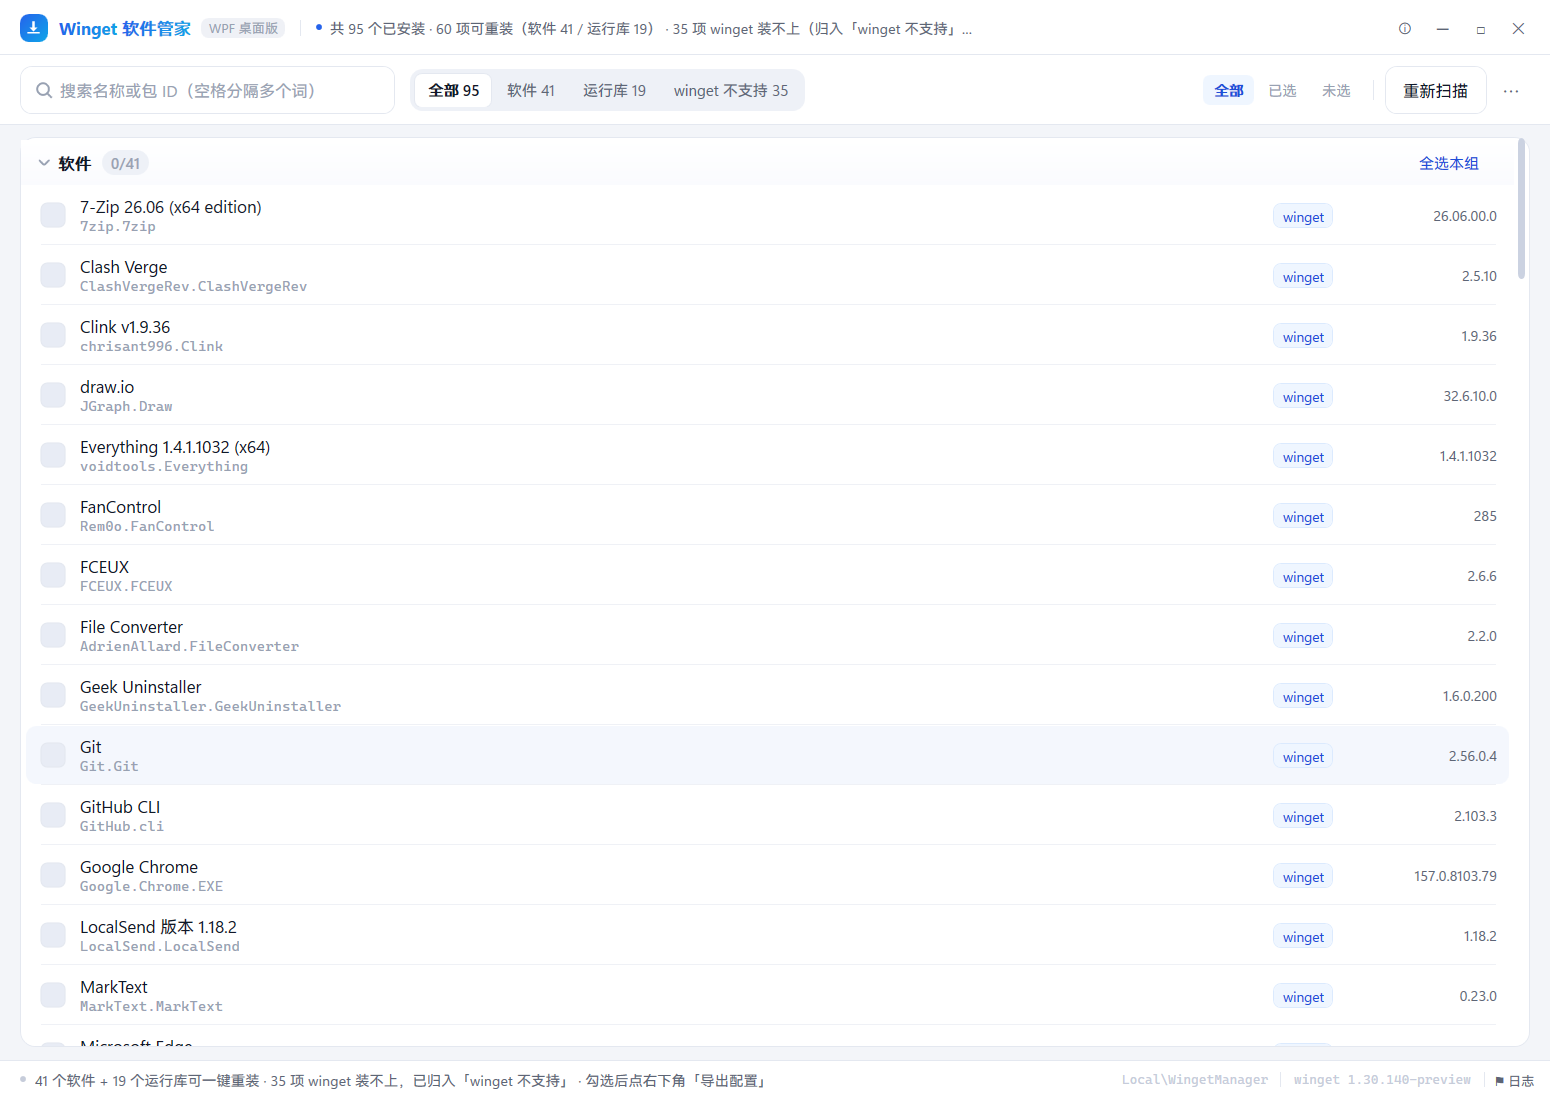 Winget 软件管家 WPF 桌面版 共 95 个已安装 · 60 项可重装（软件 41 / 运行库 19） · 35 项 winget 装不上（归入「winget 不支持」...
搜索名称或包 ID（空格分隔多个词） 全部 95 软件 41 运行库 19 winget 不支持 35 全部 已选 未选 重新扫描 ···
软件 0/41 全选本组
7-Zip 26.06 (x64 edition)
7zip.7zip
winget 26.06.00.0
Clash Verge
ClashVergeRev.ClashVergeRev
winget 2.5.10
Clink v1.9.36
chrisant996.Clink
winget 1.9.36
draw.io
JGraph.Draw
winget 32.6.10.0
Everything 1.4.1.1032 (x64)
voidtools.Everything
winget 1.4.1.1032
FanControl
Rem0o.FanControl
winget 285
FCEUX
FCEUX.FCEUX
winget 2.6.6
File Converter
AdrienAllard.FileConverter
winget 2.2.0
Geek Uninstaller
GeekUninstaller.GeekUninstaller
winget 1.6.0.200
Git
Git.Git
winget 2.56.0.4
GitHub CLI
GitHub.cli
winget 2.103.3
Google Chrome
Google.Chrome.EXE
winget 157.0.8103.79
LocalSend 版本 1.18.2
LocalSend.LocalSend
winget 1.18.2
MarkText
MarkText.MarkText
winget 0.23.0
Microsoft Edge
41 个软件 + 19 个运行库可一键重装 · 35 项 winget 装不上，已归入「winget 不支持」 · 勾选后点右下角「导出配置」 Local\WingetManager winget 1.30.140-preview 日志